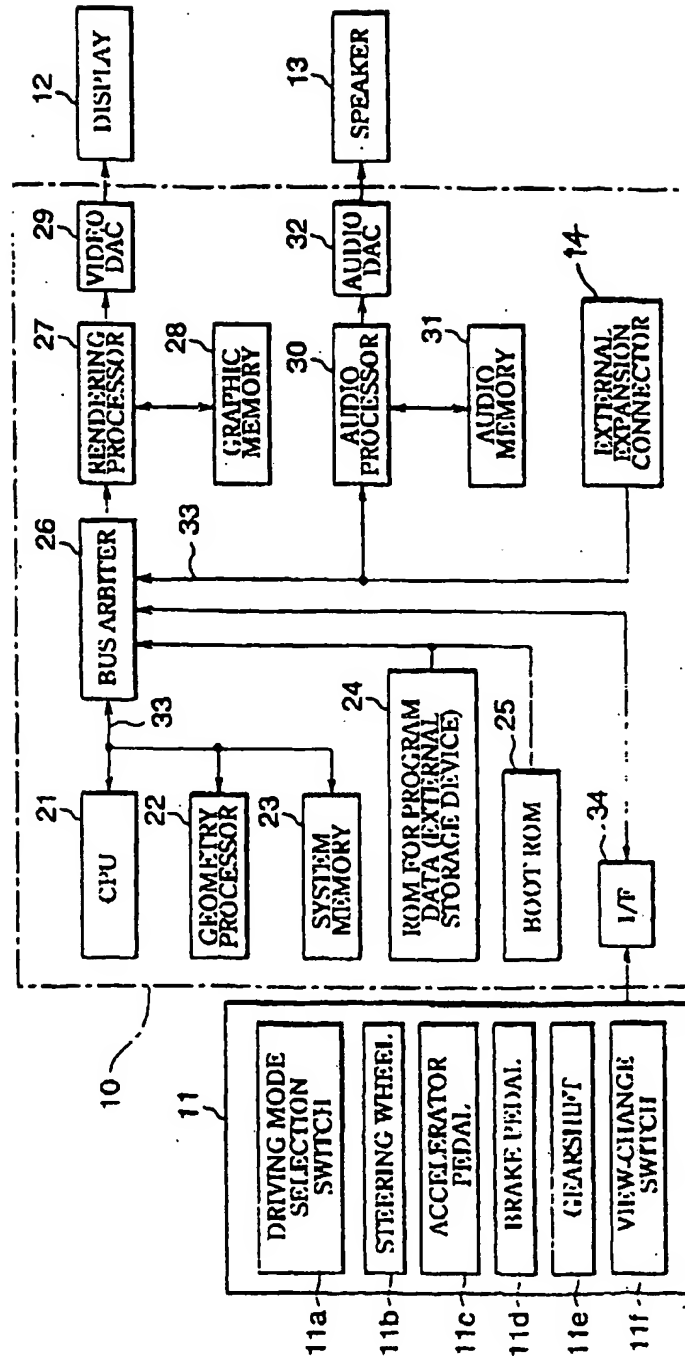 10
11
11a
DRIVING MODE
SELECTION
SWITCH
11b
STEERING WHEEL
11c
ACCELERATOR
PEDAL
11d
BRAKE PEDAL
11e
GEARSHIFT
11f
VIEW-CHANGE
SWITCH
21
CPU
22
GEOMETRY
PROCESSOR
23
SYSTEM
MEMORY
24
ROM FOR PROGRAM
DATA (EXTERNAL
STORAGE DEVICE)
25
BOOT ROM
34
I/F
33
26
BUS ARBITER
33
27
RENDERING
PROCESSOR
28
GRAPHIC
MEMORY
29
VIDEO
DAC
12
DISPLAY
30
AUDIO
PROCESSOR
31
AUDIO MEMORY
32
AUDIO
DAC
13
SPEAKER
14
EXTERNAL
EXPANSION
CONNECTOR